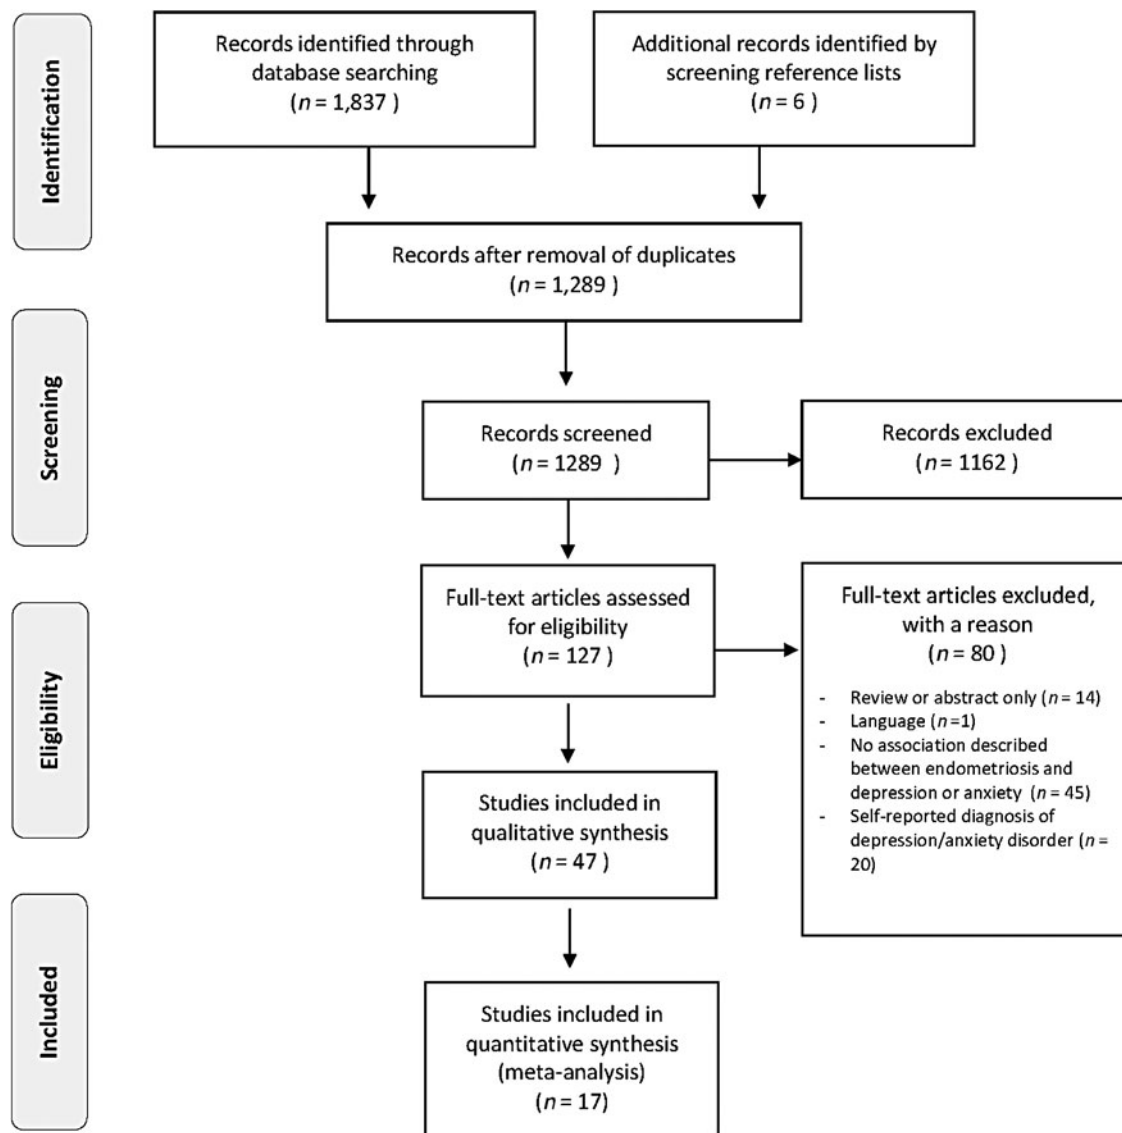 Identification
Records identified through
database searching
(n = 1,837 )
Additional records identified by
screening reference lists
(n = 6 )
Records after removal of duplicates
(n = 1,289 )
Screening
Records screened
(n = 1289 )
Records excluded
(n = 1162 )
Eligibility
Full-text articles assessed
for eligibility
(n = 127 )
Full-text articles excluded,
with a reason
(n = 80 )
- Review or abstract only (n = 14)
- Language (n =1)
- No association described
between endometriosis and
depression or anxiety (n = 45)
- Self-reported diagnosis of
depression/anxiety disorder (n =
20)
Studies included in
qualitative synthesis
(n = 47 )
Included
Studies included in
quantitative synthesis
(meta-analysis)
(n = 17)